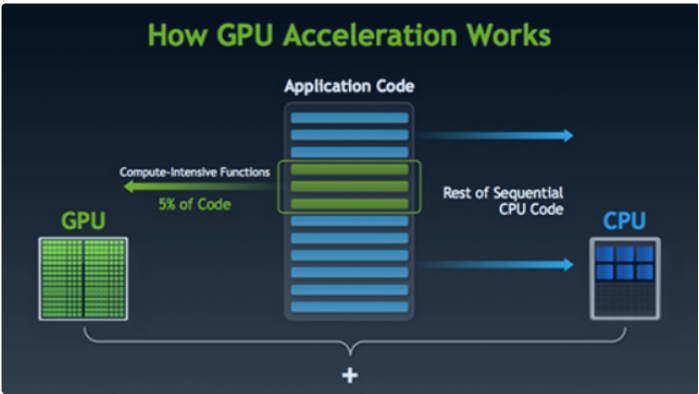 How GPU Acceleration Works
Application Code
Compute-Intensive Functions
5% of Code
GPU
Rest of Sequential
CPU Code
CPU
+